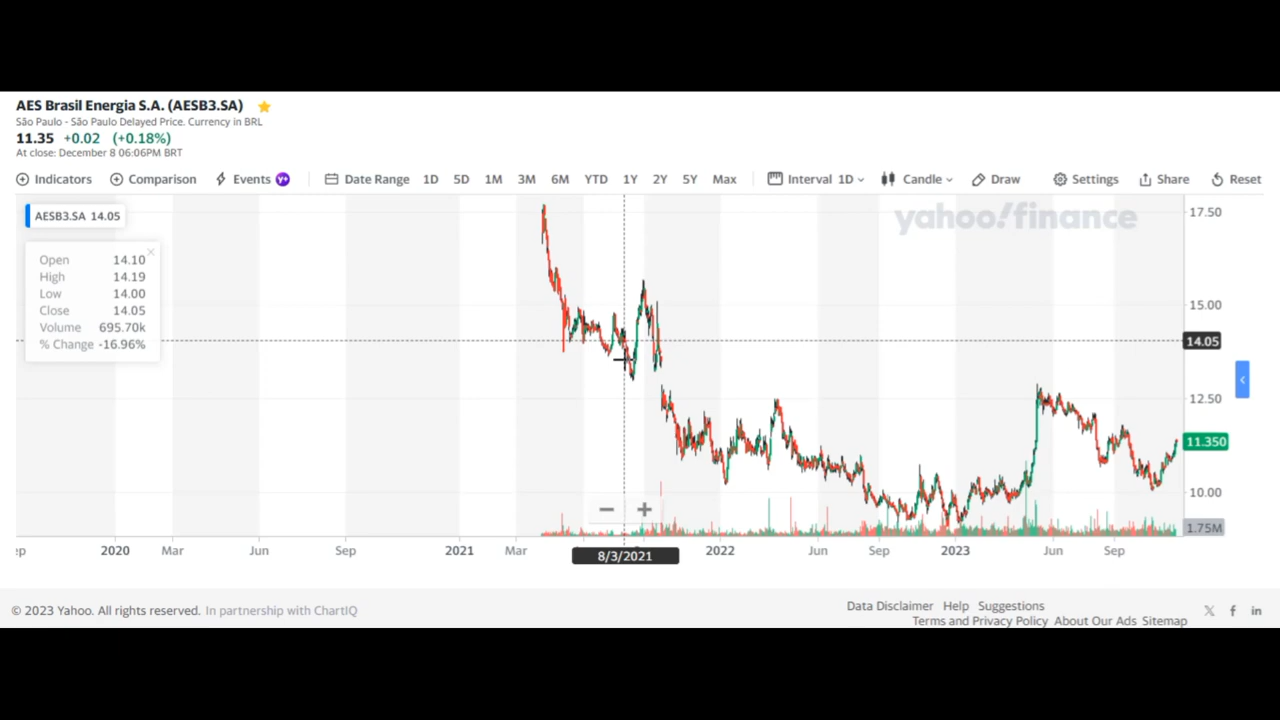 AES Brasil Energia S.A. (AESB3.SA)
São Paulo - São Paulo Delayed Price. Currency in BRL
11.35 +0.02 (+0.18%)
At close: December 8 06:06PM BRT
Indicators Comparison Events y+ Date Range 1D 5D 1M 3M 6M YTD 1Y 2Y 5Y Max Interval 1D Candle Draw Settings Share Reset
AESB3.SA 14.05
yahoo!finance
Open 14.10
High 14.19
Low 14.00
Close 14.05
Volume 695.70k
% Change -16.96%
17.50
15.00
14.05
12.50
11.350
10.00
1.75M
ep 2020 Mar Jun Sep 2021 Mar 2022 Jun Sep 2023 Jun Sep
8/3/2021
© 2023 Yahoo. All rights reserved. In partnership with ChartIQ
Data Disclaimer Help Suggestions
Terms and Privacy Policy About Our Ads Sitemap